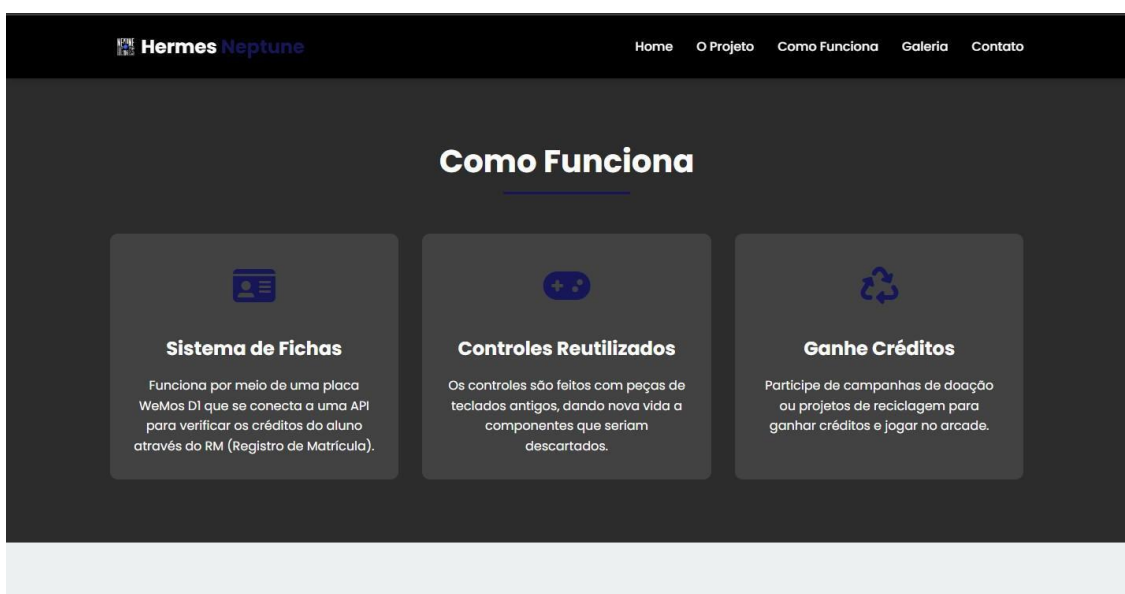 Hermes Neptune
Home O Projeto Como Funciona Galeria Contato
Como Funciona
Sistema de Fichas
Funciona por meio de uma placa
WeMos D1 que se conecta a uma API
para verificar os créditos do aluno
através do RM (Registro de Matrícula).
Controles Reutilizados
Os controles são feitos com peças de
teclados antigos, dando nova vida a
componentes que seriam
descartados.
Ganhe Créditos
Participe de campanhas de doação
ou projetos de reciclagem para
ganhar créditos e jogar no arcade.